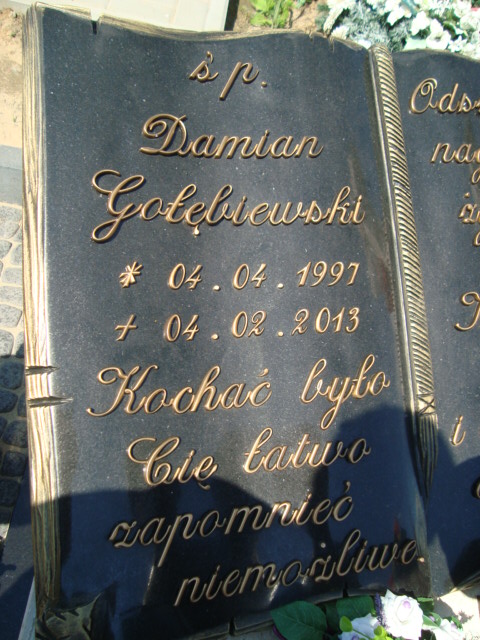 ś p.
Damian
Gołębiewski
* 04.04.1997
+ 04.02.2013
Kochać było
Cię łatwo
zapomnieć
niemożliwe.